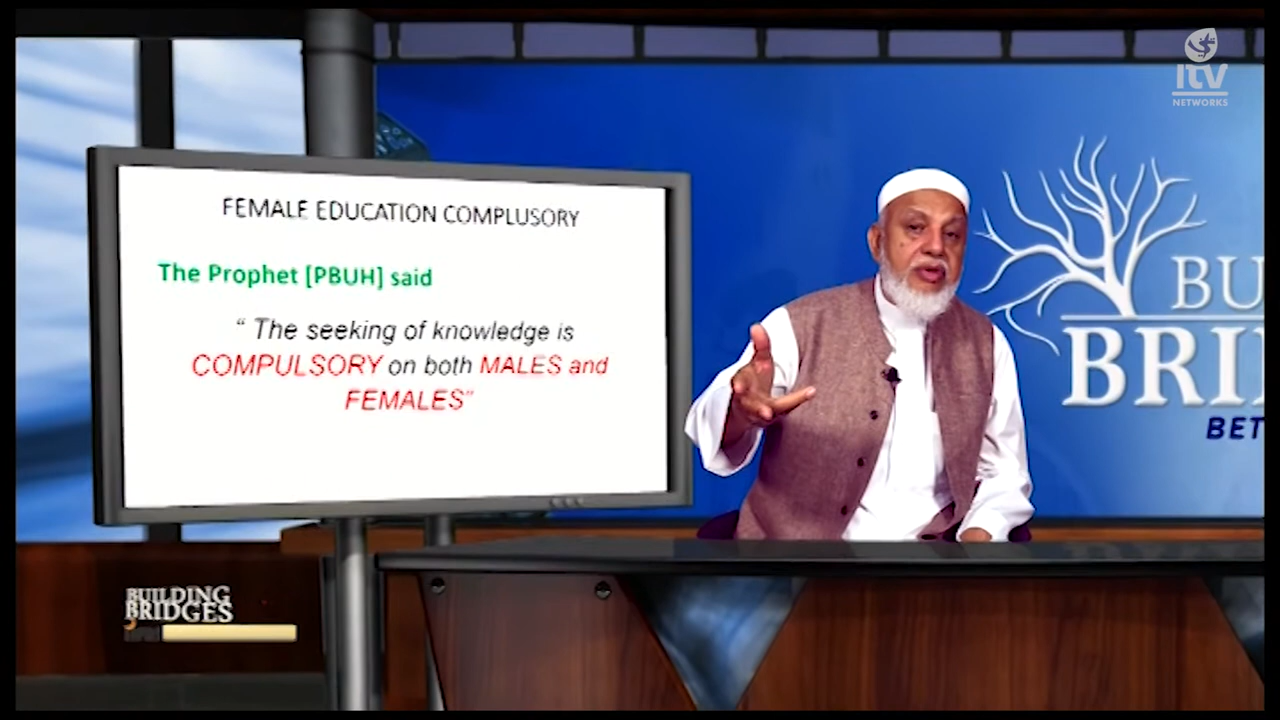 ITV
NETWORKS
FEMALE EDUCATION COMPLUSORY
The Prophet [PBUH] said
“ The seeking of knowledge is
COMPULSORY on both MALES and
FEMALES”
BU
BRI
BET
BUILDING
BRIDGES